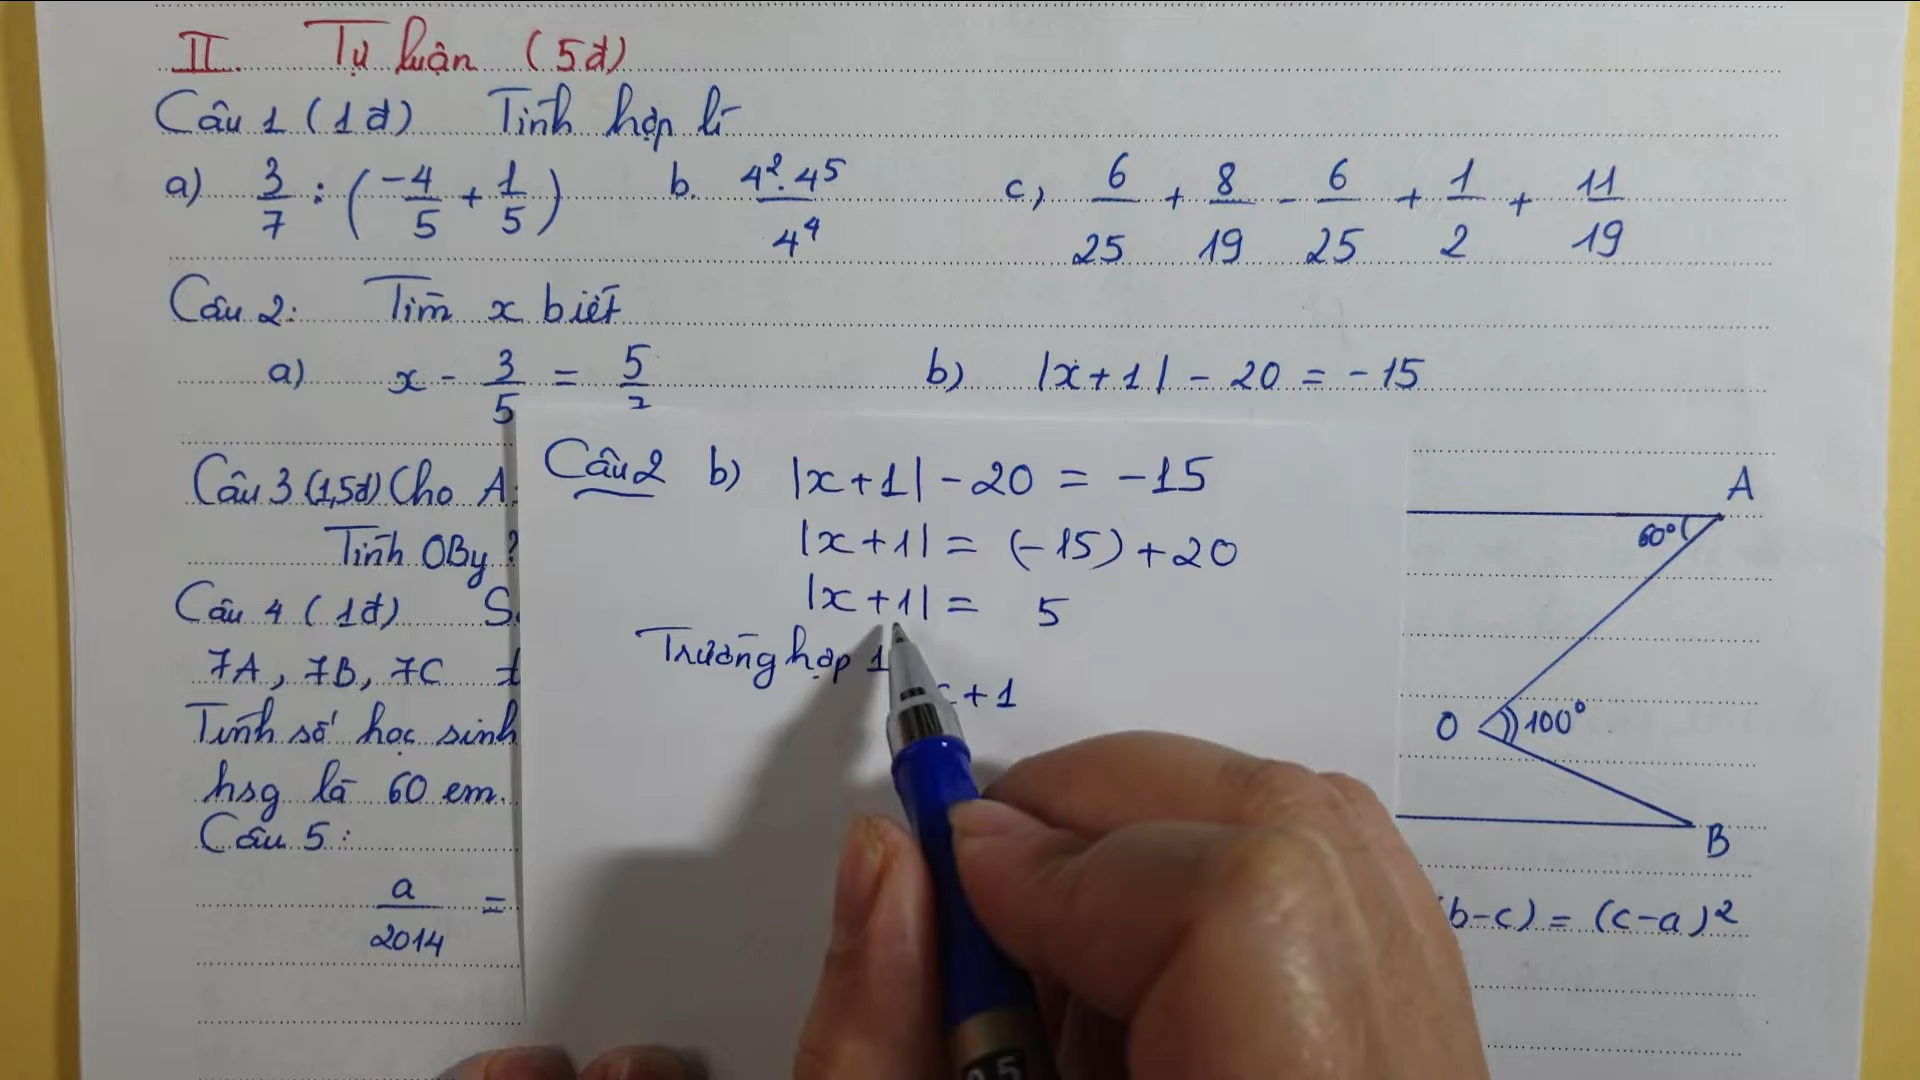 II. Tự luận (5đ)
Câu 1 (1đ) Tính hợp lí
a) 3/7 : (-4/5 + 1/5) b. 4². 4⁵/4⁴ c, 6/25 + 8/19 - 6/25 + 1/2 + 11/19
Câu 2: Tìm x biết
a) x - 3/5 = 5/2 b) |x+1| - 20 = -15
Câu 3 (1,5đ) Cho A
Tính OBy ?
Câu 4 (1đ) S
7A, 7B, 7C
Tính số học sinh
hsg là 60 em.
Câu 5:
a/2014 =
Câu 2 b) |x+1| - 20 = -15
|x+1| = (-15) + 20
|x+1| = 5
Trường hợp 1
+1
A
60°
O 100°
B
b-c) = (c-a)²